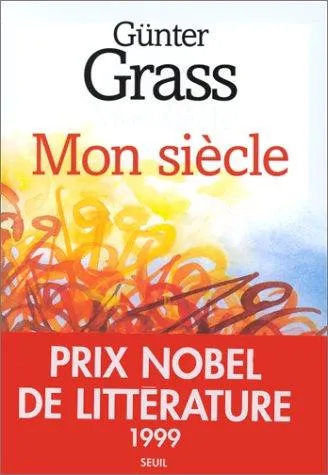 Günter
Grass
Mon siècle
PRIX NOBEL
DE LITTÉRATURE
1999
SEUIL